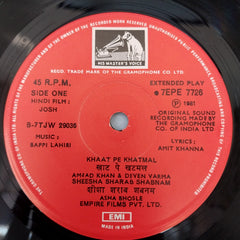 HIS MASTER'S VOICE
REGD. TRADE MARK OF THE GRAMOPHONE CO. LTD.
45 R.P.M.
SIDE ONE
HINDI FILM :
JOSH
S-7TJW 29036
MUSIC :
BAPPI LAHIRI
EXTENDED PLAY
7EPE 7726
Ⓟ 1981
ORIGINAL SOUND
RECORDING MADE BY
THE GRAMOPHONE
CO. OF INDIA LTD
LYRICS :
AMIT KHANNA
KHAAT PE KHATMAL
खाट पे खटमल
AMJAD KHAN & DEVEN VARMA
SHEESHA SHARAB SHABNAM
शीशा शराब शबनम
ASHA BHOSLE
EMPIRE FILMS PVT. LTD.
EMI
MADE IN INDIA